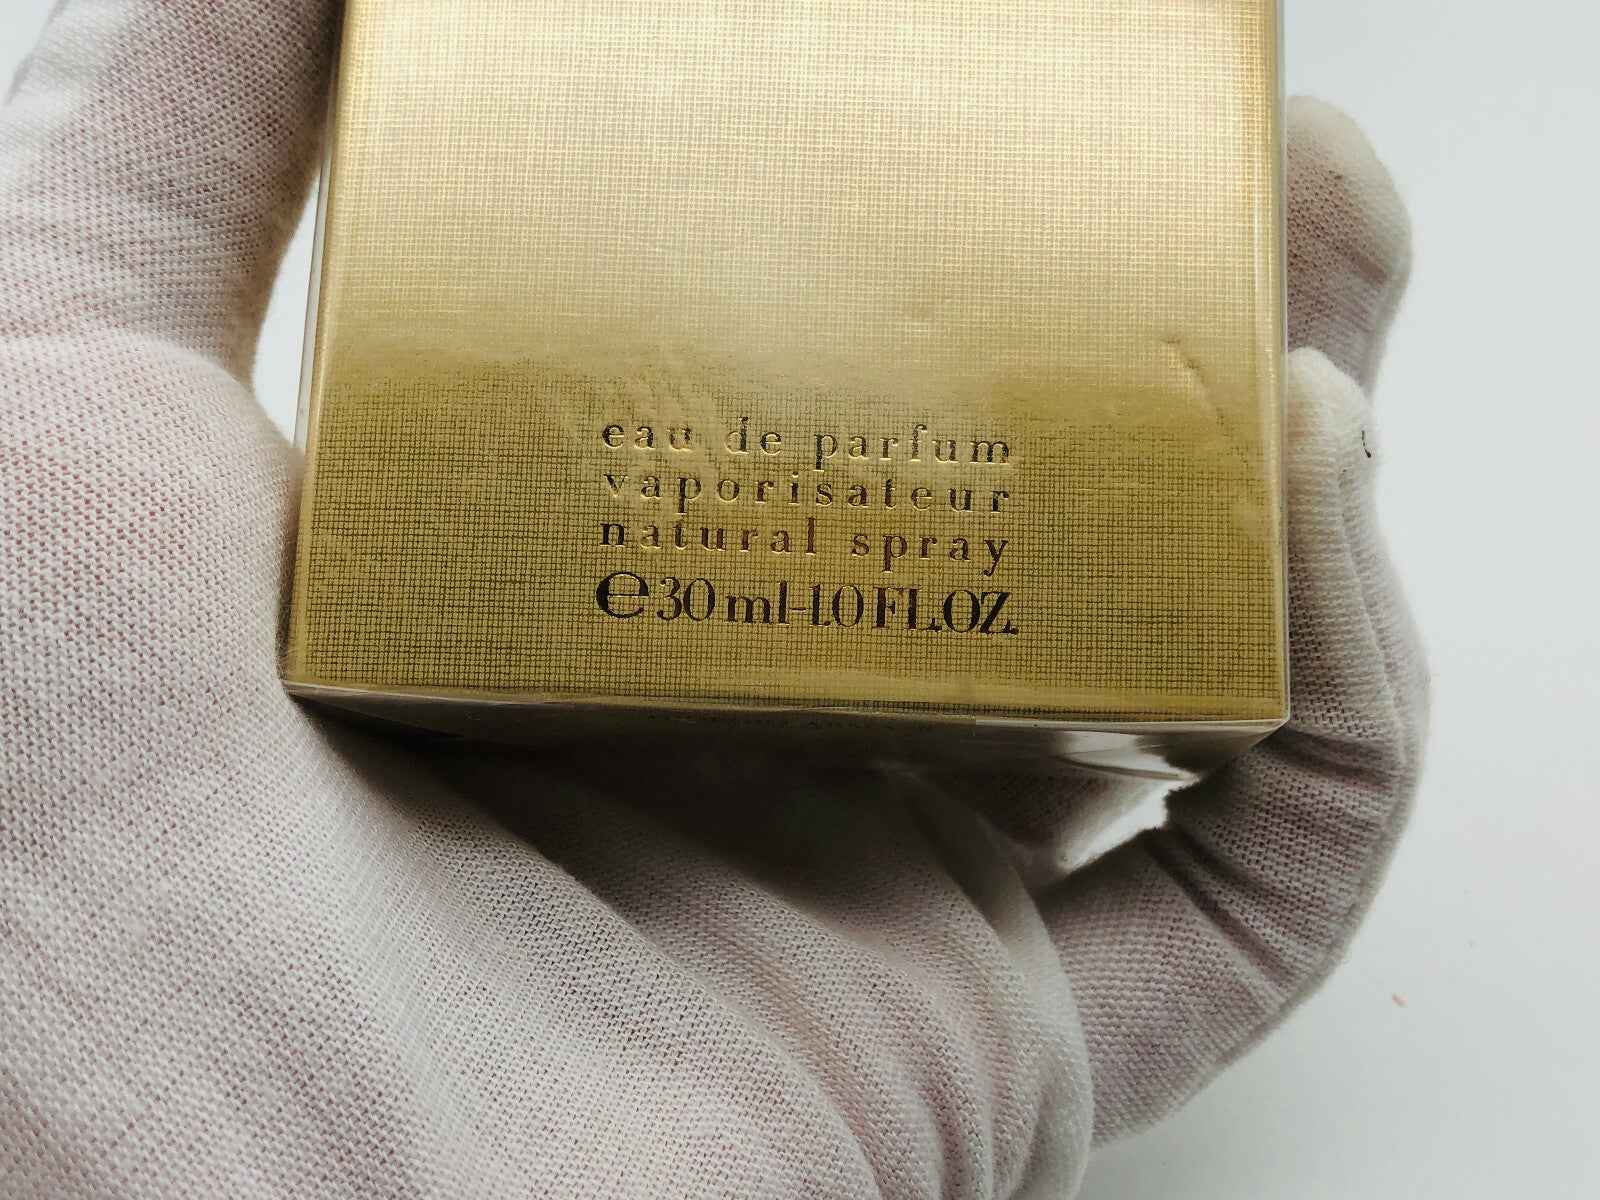 eau de parfum
vaporisateur
natural spray
℮30ml-1.0FL.OZ.